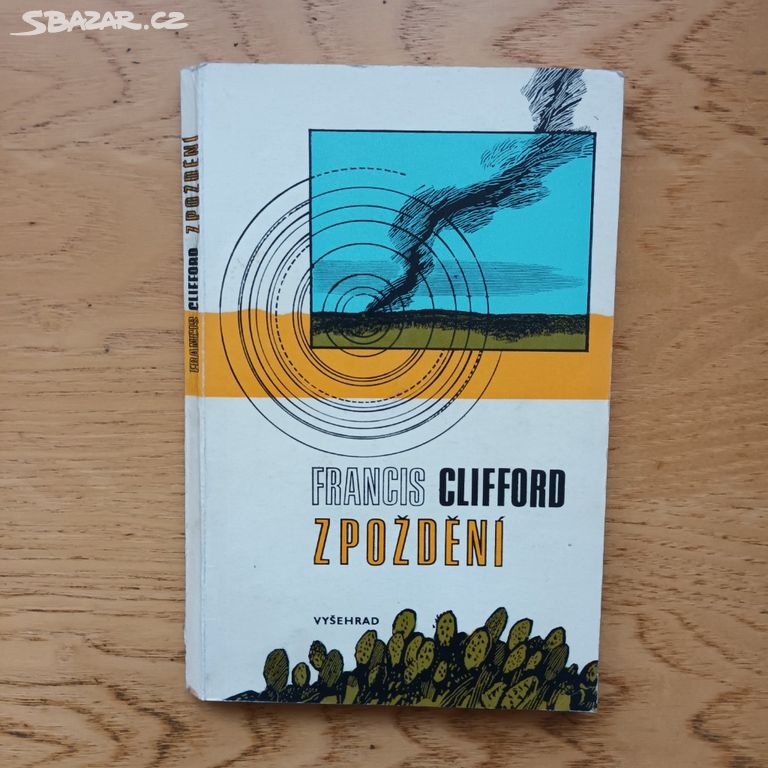 SBAZAR.CZ
FRANCIS CLIFFORD ZPOŽDĚNÍ
FRANCIS CLIFFORD
ZPOŽDĚNÍ
VYŠEHRAD